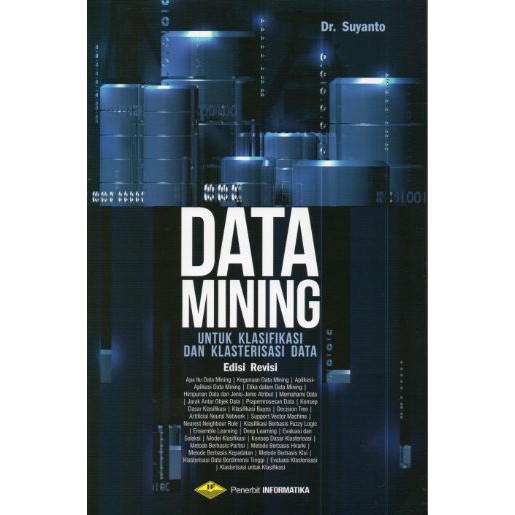 Dr. Suyanto
DATA
MINING
UNTUK KLASIFIKASI
DAN KLASTERISASI DATA
Edisi Revisi
Apa Itu Data Mining | Kegunaan Data Mining | Aplikasi-
Aplikasi Data Mining | Etika dalam Data Mining |
Himpunan Data dan Jenis-Jenis Atribut | Memahami Data
| Jarak Antar Objek Data | Prapermrosesan Data | Konsep
Dasar Klasifikasi | Klasifikasi Bayes | Decision Tree |
Artificial Neural Network | Support Vector Machine |
Nearest Neighbour Rule | Klasifikasi Berbasis Fuzzy Logic
| Ensemble Learning | Deep Learning | Evaluasi dan
Seleksi | Model Klasifikasi | Konsep Dasar Klasterisasi |
Metode Berbasis Partisi | Metode Berbasis Hirarki |
Metode Berbasis Kepadatan | Metode Berbasis Kisi |
Klasterisasi Data Berdimensi Tinggi | Evaluasi Klasterisasi
| Klasterisasi untuk Klasifikasi
IF
Penerbit INFORMATIKA